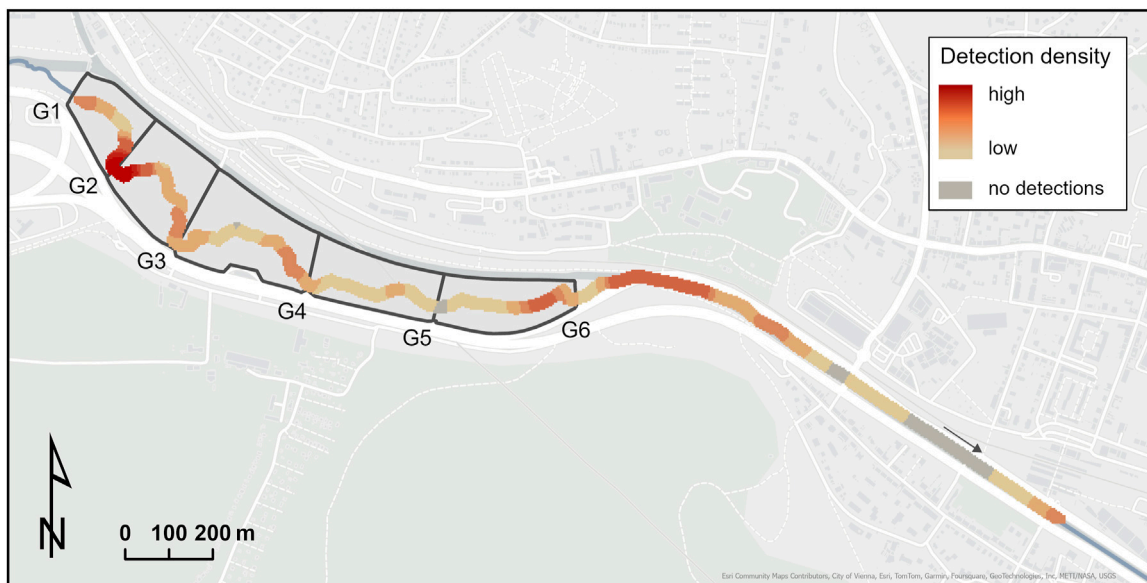 G1
G2
G3
G4
G5
G6
Detection density
high
low
no detections
N
0 100 200 m
Esri Community Maps Contributors, City of Vienna, Esri, TomTom, Garmin, Foursquare, GeoTechnologies, Inc, METI/NASA, USGS